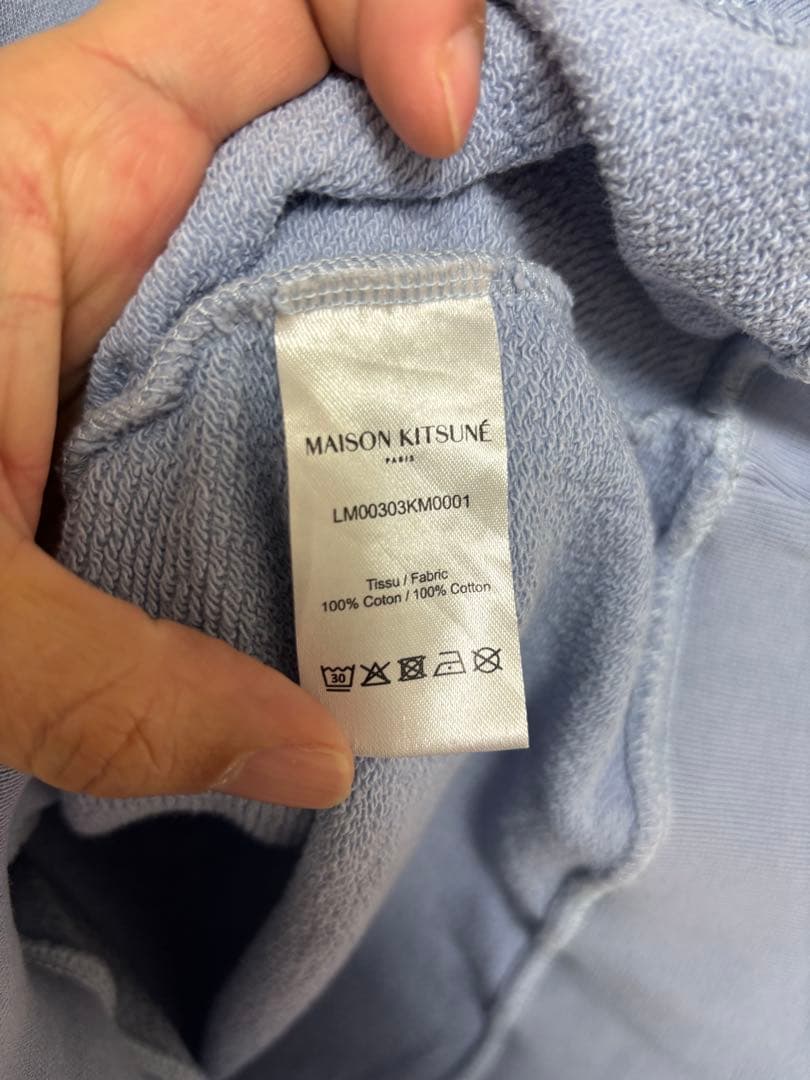 MAISON KITSUNÉ
PARIS
LM00303KM0001
Tissu / Fabric
100% Coton / 100% Cotton
30